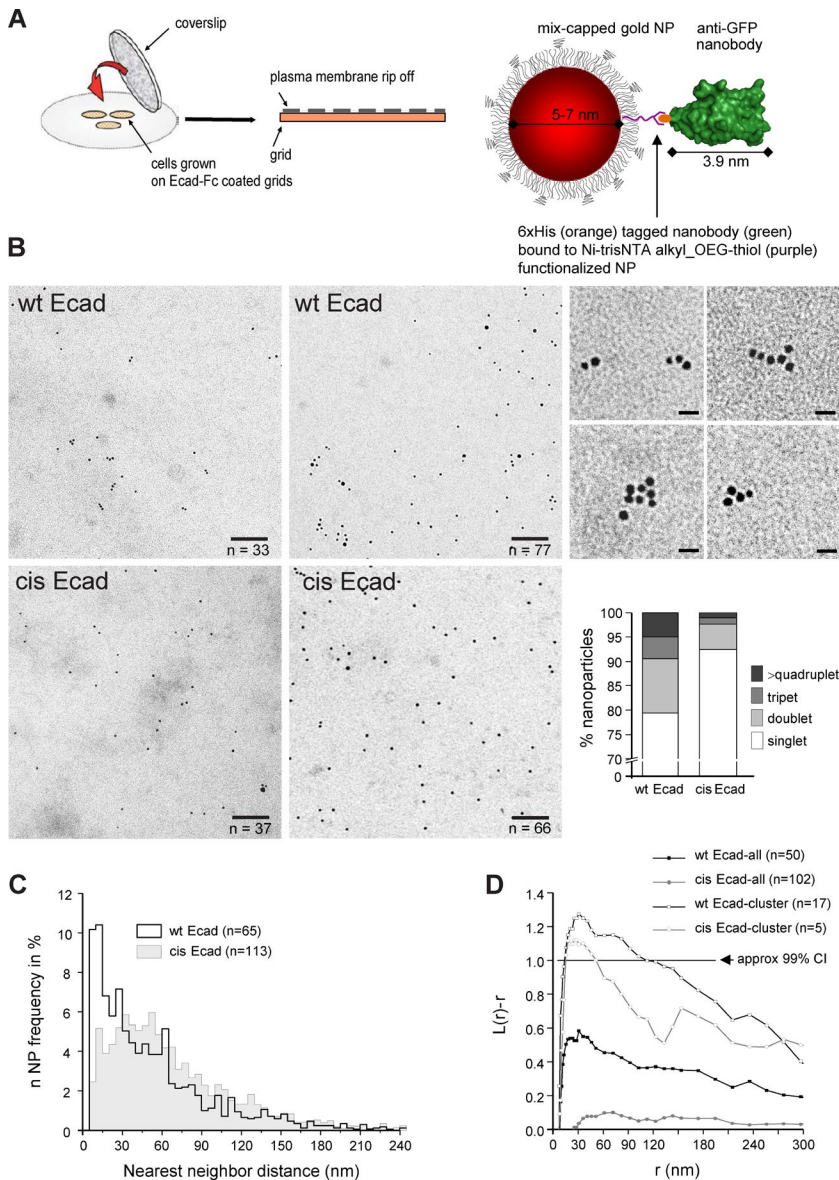 A
coverslip
plasma membrane rip off
grid
cells grown
on Ecad-Fc coated grids
mix-capped gold NP
anti-GFP
nanobody
5-7 nm
3.9 nm
6xHis (orange) tagged nanobody (green)
bound to Ni-trisNTA alkyl_OEG-thiol (purple)
functionalized NP
B
wt Ecad
n = 33
wt Ecad
n = 77
cis Ecad
n = 37
cis Ecad
n = 66
% nanoparticles
100
95
90
85
80
70
0
wt Ecad
cis Ecad
>quadruplet
tripet
doublet
singlet
C
n NP frequency in %
12
10
8
6
4
2
0
wt Ecad (n=65)
cis Ecad (n=113)
0 30 60 90 120 150 180 210 240
Nearest neighbor distance (nm)
D
wt Ecad-all (n=50)
cis Ecad-all (n=102)
wt Ecad-cluster (n=17)
cis Ecad-cluster (n=5)
approx 99% CI
L(r)-r
1.4
1.2
1.0
0.8
0.6
0.4
0.2
0.0
0 30 60 90 120 150 180 240 300
r (nm)